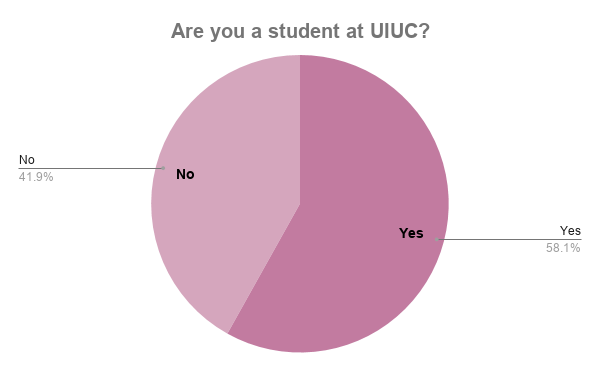 Are you a student at UIUC?
No
41.9%
No
Yes
Yes
58.1%